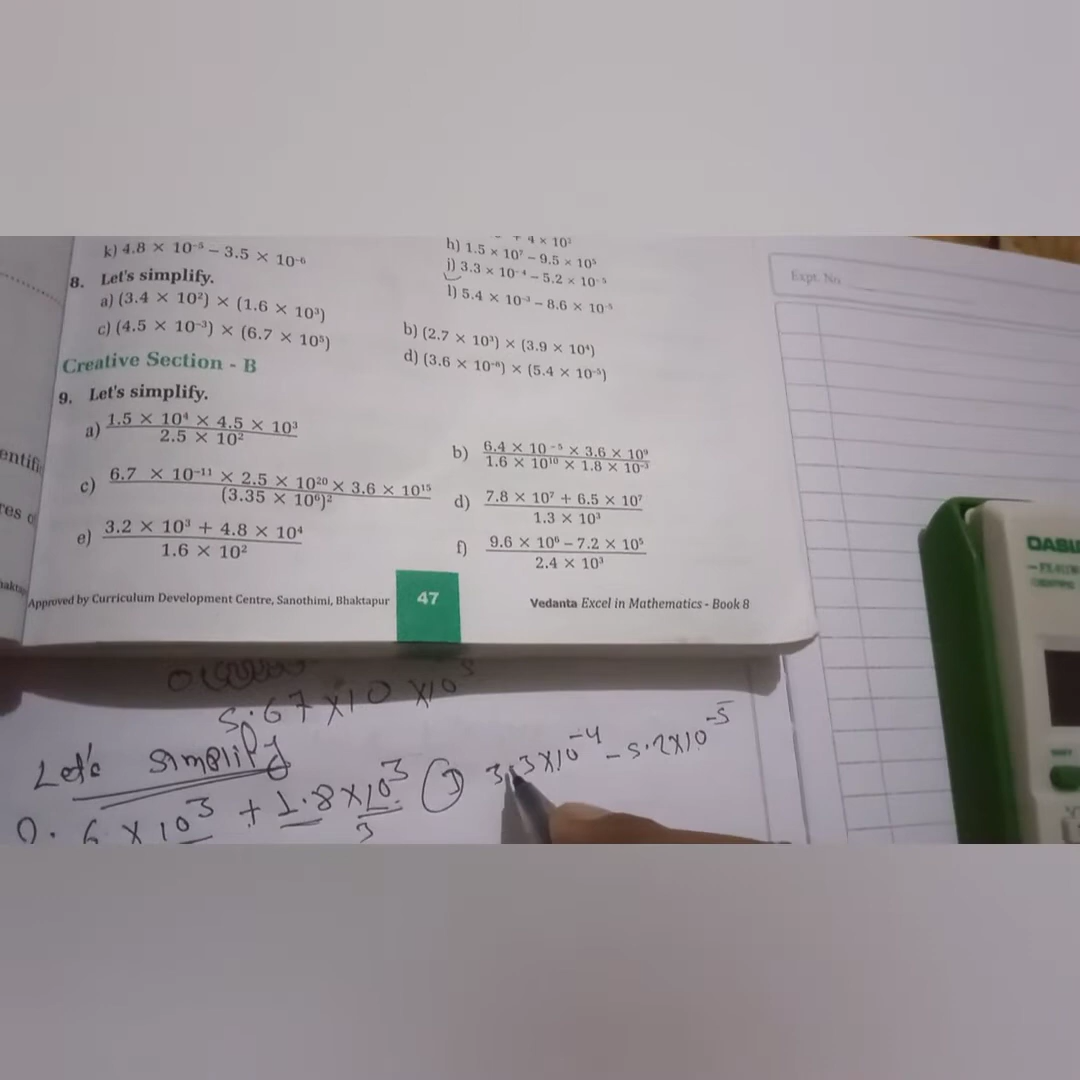 + 4 × 10²
k) 4.8 × 10⁻⁵ – 3.5 × 10⁻⁶
h) 1.5 × 10⁷ – 9.5 × 10⁵
j) 3.3 × 10⁻⁴ – 5.2 × 10⁻⁵
l) 5.4 × 10⁻³ – 8.6 × 10⁻⁵
8. Let's simplify.
a) (3.4 × 10²) × (1.6 × 10³)
b) (2.7 × 10³) × (3.9 × 10⁴)
c) (4.5 × 10⁻³) × (6.7 × 10⁵)
d) (3.6 × 10⁻⁸) × (5.4 × 10⁻⁵)
Creative Section - B
9. Let's simplify.
a) 1.5 × 10⁴ × 4.5 × 10³
2.5 × 10²
b) 6.4 × 10⁻⁵ × 3.6 × 10⁹
1.6 × 10¹⁰ × 1.8 × 10⁻³
c) 6.7 × 10⁻¹¹ × 2.5 × 10²⁰ × 3.6 × 10¹⁵
(3.35 × 10⁶)²
d) 7.8 × 10⁷ + 6.5 × 10⁷
1.3 × 10³
e) 3.2 × 10³ + 4.8 × 10⁴
1.6 × 10²
f) 9.6 × 10⁶ – 7.2 × 10⁵
2.4 × 10³
Approved by Curriculum Development Centre, Sanothimi, Bhaktapur
47
Vedanta Excel in Mathematics - Book 8
Expt. No.
5.67×10 ×10⁵
Let's simplify
6 × 10³ + 1.8×10³
3
J 3.3×10⁻⁴ – 5.2×10⁻⁵